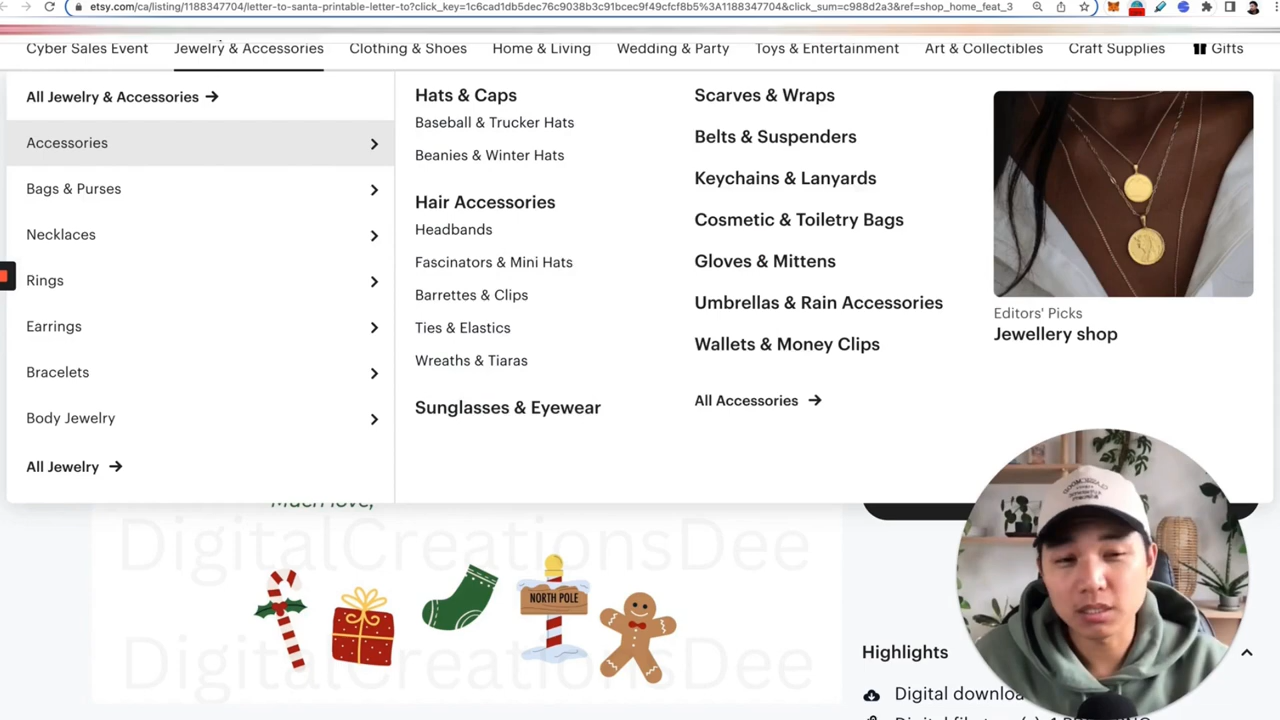 etsy.com/ca/listing/1188347704/letter-to-santa-printable-letter-to?click_key=1c6cad1db5dec76c9038b3c91bcec9f49cfcf8b5%3A1188347704&click_sum=c988d2a3&ref=shop_home_feat_3
Cyber Sales Event Jewelry & Accessories Clothing & Shoes Home & Living Wedding & Party Toys & Entertainment Art & Collectibles Craft Supplies Gifts
All Jewelry & Accessories →
Accessories
Bags & Purses
Necklaces
Rings
Earrings
Bracelets
Body Jewelry
All Jewelry →
Hats & Caps
Baseball & Trucker Hats
Beanies & Winter Hats
Hair Accessories
Headbands
Fascinators & Mini Hats
Barrettes & Clips
Ties & Elastics
Wreaths & Tiaras
Sunglasses & Eyewear
Scarves & Wraps
Belts & Suspenders
Keychains & Lanyards
Cosmetic & Toiletry Bags
Gloves & Mittens
Umbrellas & Rain Accessories
Wallets & Money Clips
All Accessories →
Editors' Picks
Jewellery shop
Much love,
DigitalCreationsDee
NORTH POLE
DigitalCreationsDee
Highlights
Digital